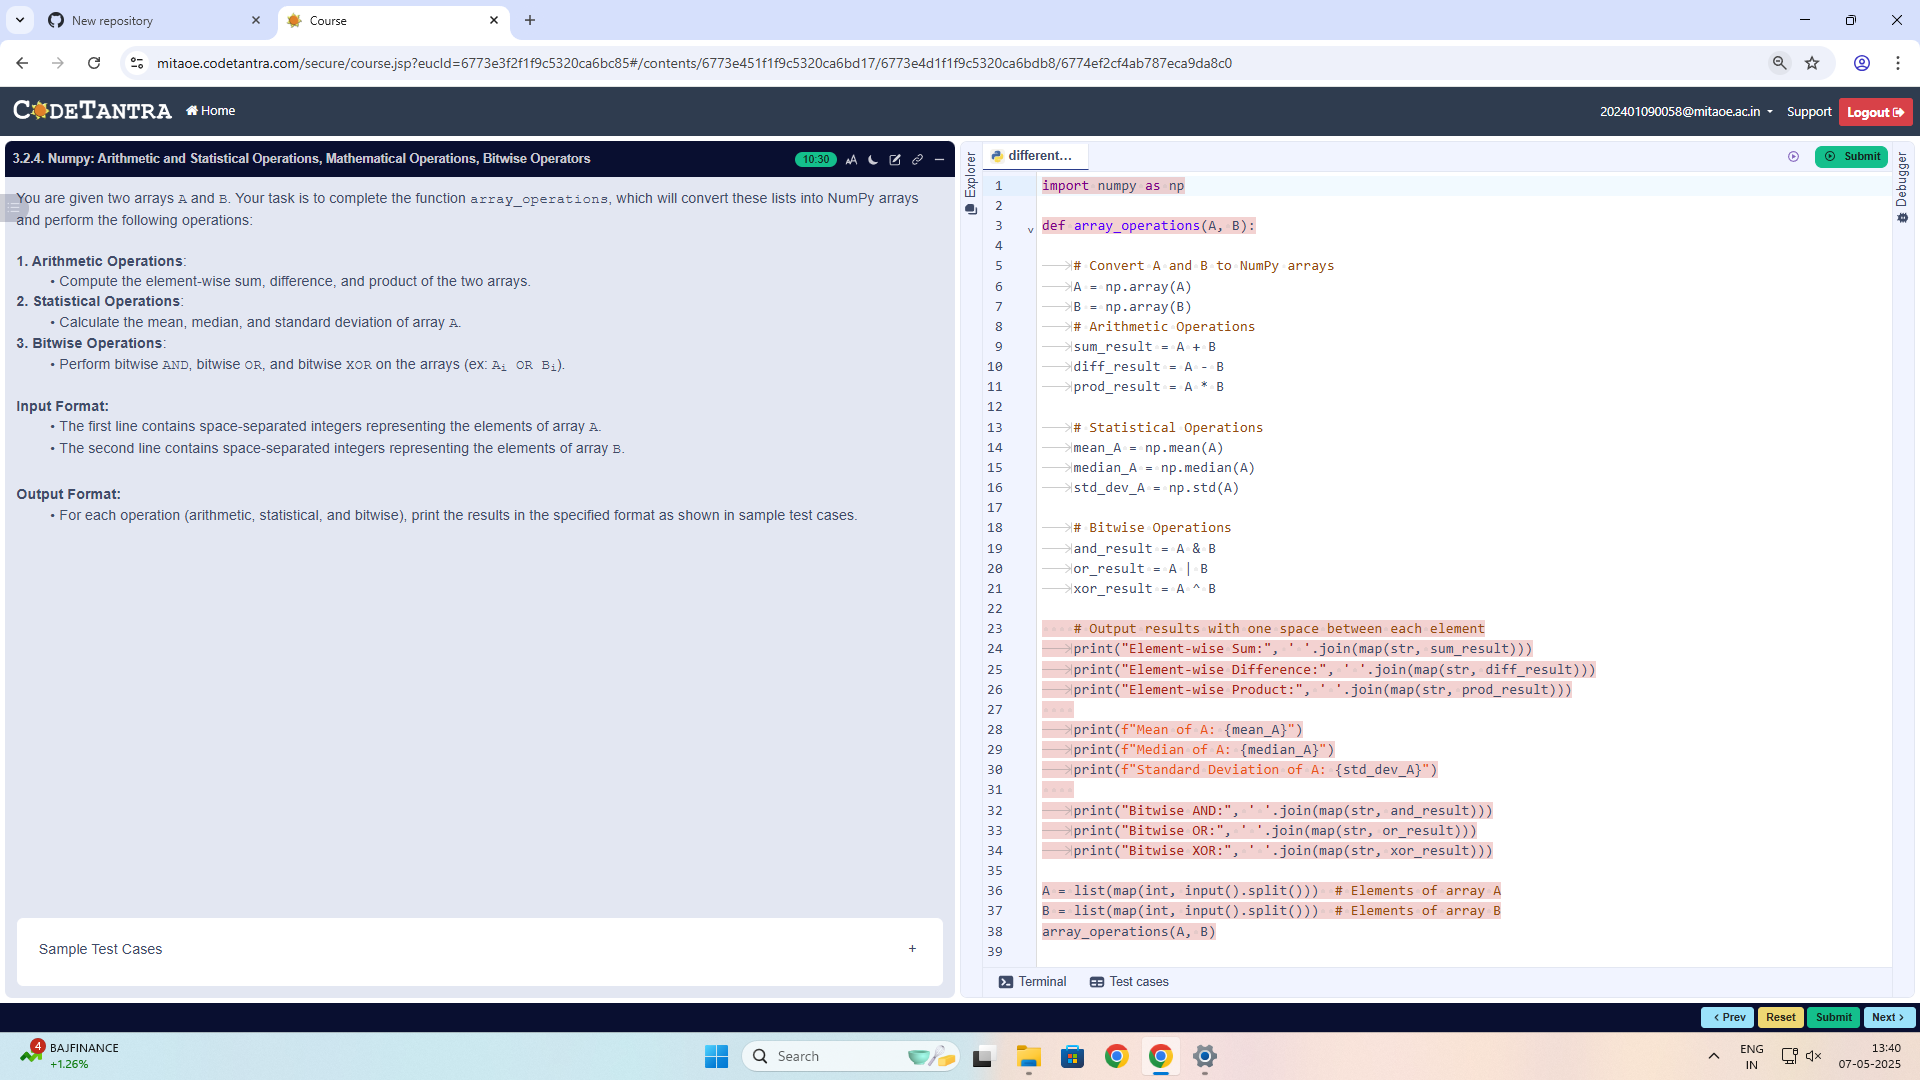 New repository
Course
mitaoe.codetantra.com/secure/course.jsp?eucId=6773e3f2f1f9c5320ca6bc85#/contents/6773e451f1f9c5320ca6bd17/6773e4d1f1f9c5320ca6bdb8/6774ef2cf4ab787eca9da8c0
CODETANTRA
Home
202401090058@mitaoe.ac.in
Support
Logout
3.2.4. Numpy: Arithmetic and Statistical Operations, Mathematical Operations, Bitwise Operators
10:30
AA
You are given two arrays A and B. Your task is to complete the function array_operations, which will convert these lists into NumPy arrays
and perform the following operations:
1. Arithmetic Operations:
• Compute the element-wise sum, difference, and product of the two arrays.
2. Statistical Operations:
• Calculate the mean, median, and standard deviation of array A.
3. Bitwise Operations:
• Perform bitwise AND, bitwise OR, and bitwise XOR on the arrays (ex: Ai OR Bi).
Input Format:
• The first line contains space-separated integers representing the elements of array A.
• The second line contains space-separated integers representing the elements of array B.
Output Format:
• For each operation (arithmetic, statistical, and bitwise), print the results in the specified format as shown in sample test cases.
Sample Test Cases
+
Explorer
different...
Submit
Debugger
1 import numpy as np
2
3 def array_operations(A, B):
4
5 # Convert A and B to NumPy arrays
6 A = np.array(A)
7 B = np.array(B)
8 # Arithmetic Operations
9 sum_result = A + B
10 diff_result = A - B
11 prod_result = A * B
12
13 # Statistical Operations
14 mean_A = np.mean(A)
15 median_A = np.median(A)
16 std_dev_A = np.std(A)
17
18 # Bitwise Operations
19 and_result = A & B
20 or_result = A | B
21 xor_result = A ^ B
22
23 # Output results with one space between each element
24 print("Element-wise Sum:", ' '.join(map(str, sum_result)))
25 print("Element-wise Difference:", ' '.join(map(str, diff_result)))
26 print("Element-wise Product:", ' '.join(map(str, prod_result)))
27
28 print(f"Mean of A: {mean_A}")
29 print(f"Median of A: {median_A}")
30 print(f"Standard Deviation of A: {std_dev_A}")
31
32 print("Bitwise AND:", ' '.join(map(str, and_result)))
33 print("Bitwise OR:", ' '.join(map(str, or_result)))
34 print("Bitwise XOR:", ' '.join(map(str, xor_result)))
35
36 A = list(map(int, input().split())) # Elements of array A
37 B = list(map(int, input().split())) # Elements of array B
38 array_operations(A, B)
39
Terminal
Test cases
< Prev
Reset
Submit
Next >
4
BAJFINANCE
+1.26%
Search
ENG
IN
13:40
07-05-2025